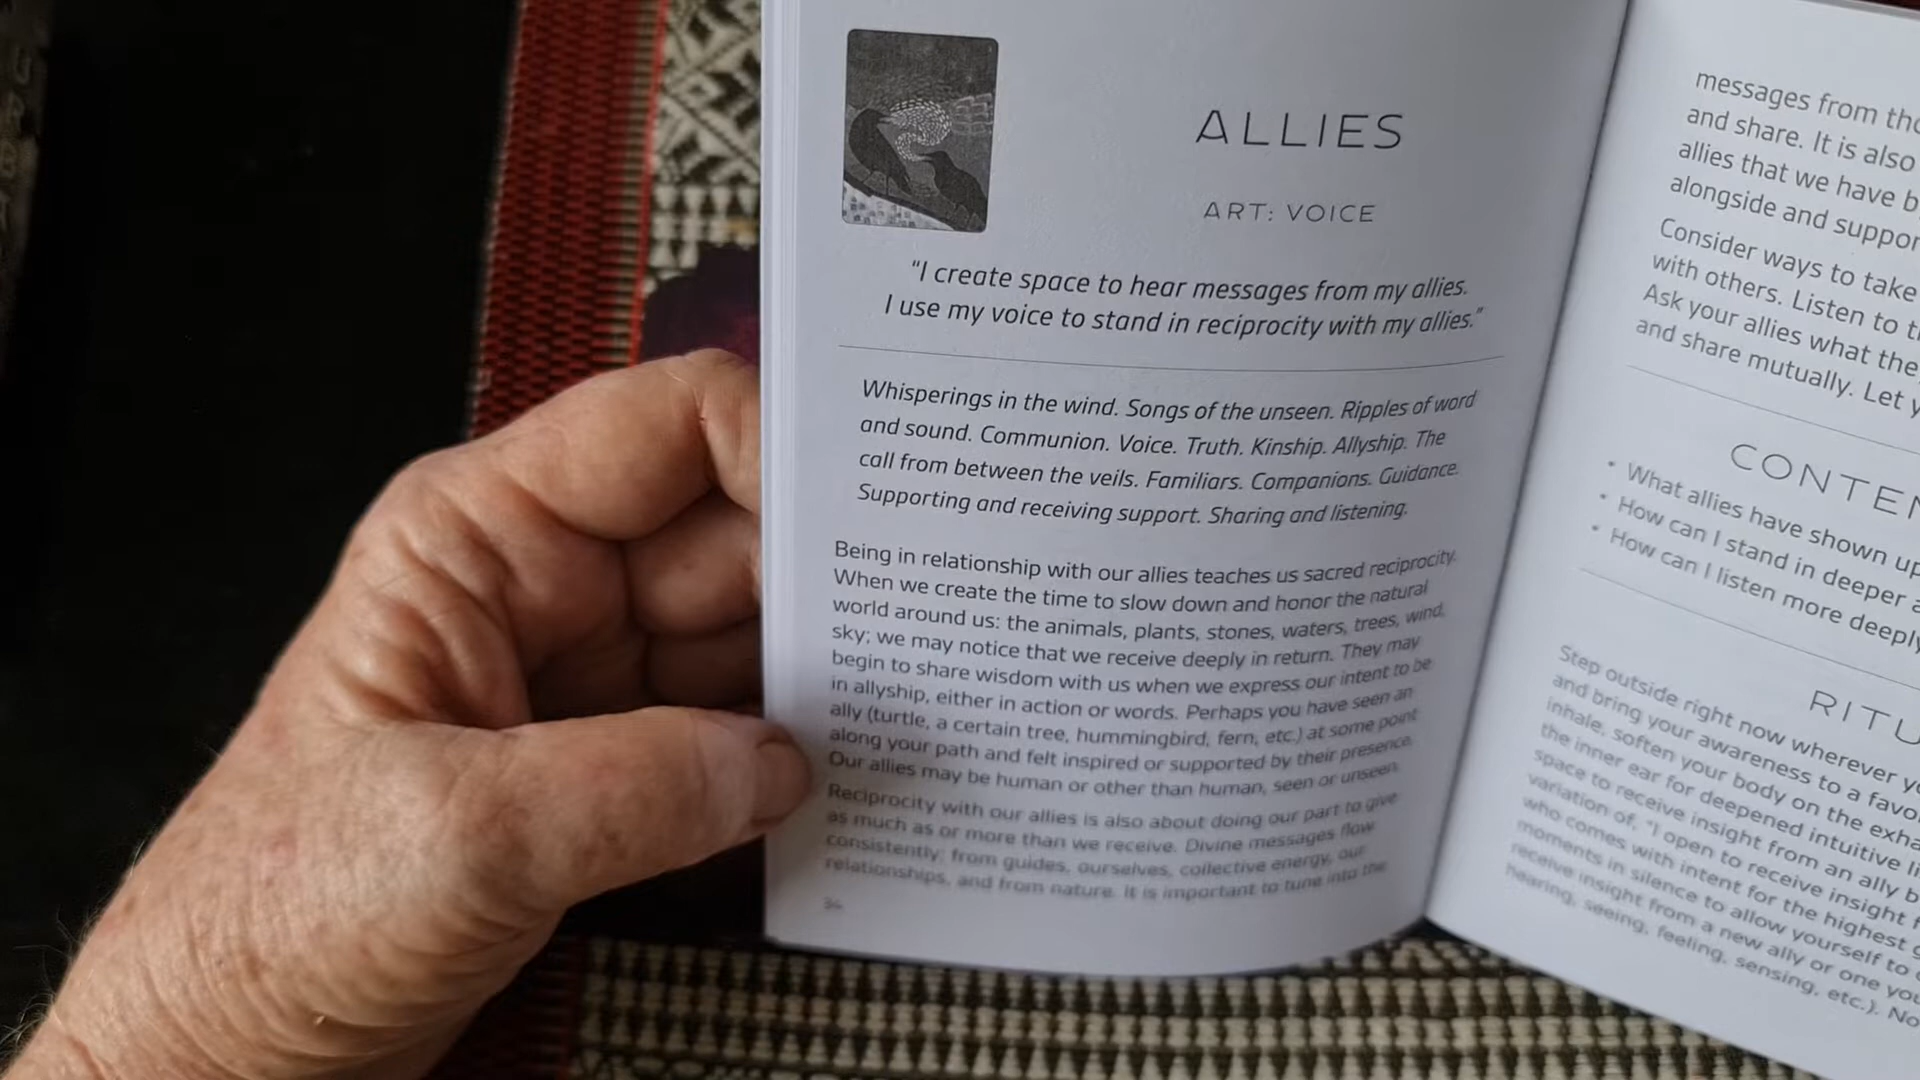 ALLIES
ART: VOICE
"I create space to hear messages from my allies.
I use my voice to stand in reciprocity with my allies."
Whisperings in the wind. Songs of the unseen. Ripples of word
and sound. Communion. Voice. Truth. Kinship. Allyship. The
call from between the veils. Familiars. Companions. Guidance.
Supporting and receiving support. Sharing and listening.
Being in relationship with our allies teaches us sacred reciprocity.
When we create the time to slow down and honor the natural
world around us: the animals, plants, stones, waters, trees, wind,
sky; we may notice that we receive deeply in return. They may
begin to share wisdom with us when we express our intent to be
in allyship, either in action or words. Perhaps you have seen an
ally (turtle, a certain tree, hummingbird, fern, etc.) at some point
along your path and felt inspired or supported by their presence.
Our allies may be human or other than human, seen or unseen.
Reciprocity with our allies is also about doing our part to give
as much as or more than we receive. Divine messages flow
consistently; from guides, ourselves, collective energy, our
relationships, and from nature. It is important to tune into the
34
messages from
and share. It is also
allies that we have
alongside and
Consider ways to take
with others. Listen to
Ask your allies what
and share mutually. Let
What allies have shown up
How can I stand in deeper
How can I listen more deeply
Step outside right now wherever
and bring your awareness to a
inhale, soften your body on the
the inner ear for deepened intuitive
space to receive insight from an ally
variation of, "I open to receive insight
who comes with intent for the highest
moments in silence to allow yourself to
receive insight from a new ally or one
hearing, seeing, feeling, sensing, etc.). No